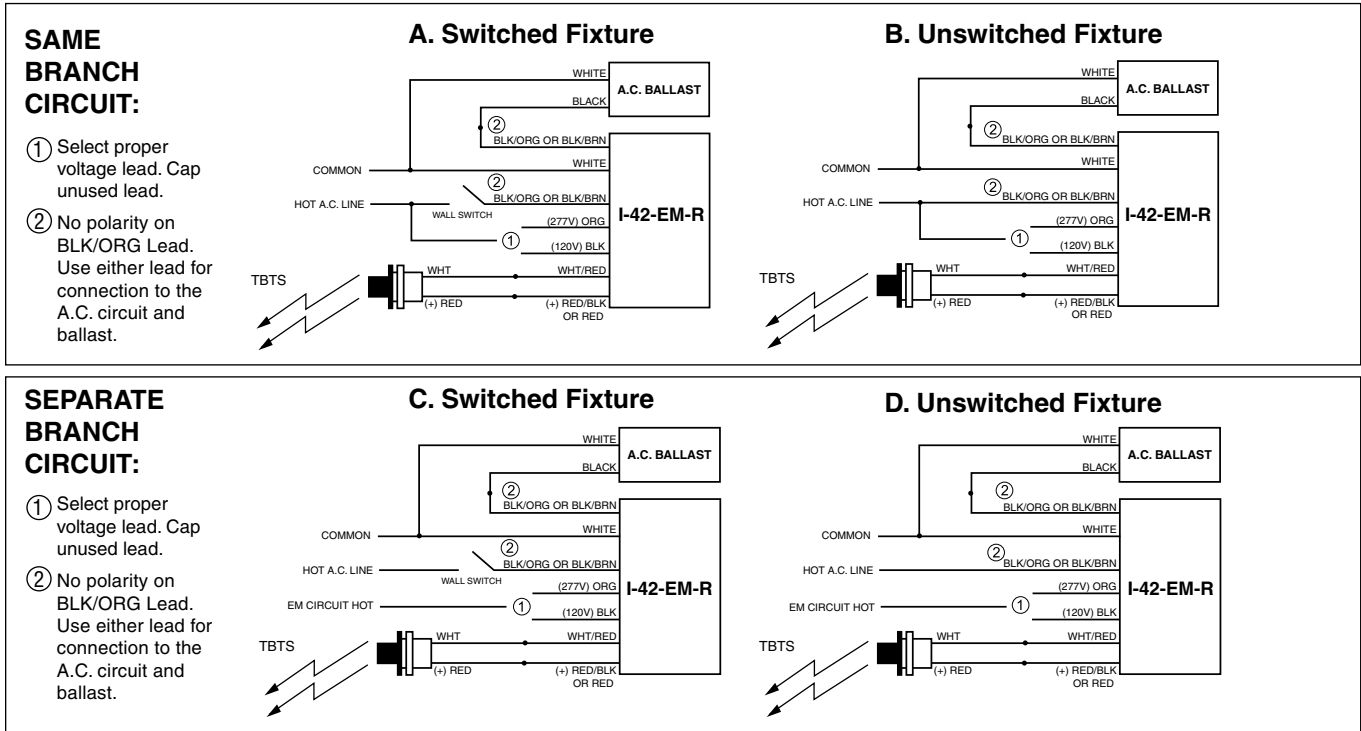 SAME
BRANCH
CIRCUIT:
① Select proper
voltage lead. Cap
unused lead.
② No polarity on
BLK/ORG Lead.
Use either lead for
connection to the
A.C. circuit and
ballast.
A. Switched Fixture
WHITE
A.C. BALLAST
BLACK
②
BLK/ORG OR BLK/BRN
WHITE
COMMON
②
BLK/ORG OR BLK/BRN
HOT A.C. LINE
WALL SWITCH
I-42-EM-R
(277V) ORG
①
(120V) BLK
TBTS
WHT
WHT/RED
(+) RED
(+) RED/BLK
OR RED
B. Unswitched Fixture
WHITE
A.C. BALLAST
BLACK
②
BLK/ORG OR BLK/BRN
WHITE
COMMON
②
BLK/ORG OR BLK/BRN
HOT A.C. LINE
I-42-EM-R
(277V) ORG
①
(120V) BLK
TBTS
WHT
WHT/RED
(+) RED
(+) RED/BLK
OR RED
SEPARATE
BRANCH
CIRCUIT:
① Select proper
voltage lead. Cap
unused lead.
② No polarity on
BLK/ORG Lead.
Use either lead for
connection to the
A.C. circuit and
ballast.
C. Switched Fixture
WHITE
A.C. BALLAST
BLACK
②
BLK/ORG OR BLK/BRN
WHITE
COMMON
②
BLK/ORG OR BLK/BRN
HOT A.C. LINE
WALL SWITCH
(277V) ORG
I-42-EM-R
EM CIRCUIT HOT
①
(120V) BLK
TBTS
WHT
WHT/RED
(+) RED
(+) RED/BLK
OR RED
D. Unswitched Fixture
WHITE
A.C. BALLAST
BLACK
②
BLK/ORG OR BLK/BRN
WHITE
COMMON
②
BLK/ORG OR BLK/BRN
HOT A.C. LINE
(277V) ORG
I-42-EM-R
EM CIRCUIT HOT
①
(120V) BLK
TBTS
WHT
WHT/RED
(+) RED
(+) RED/BLK
OR RED